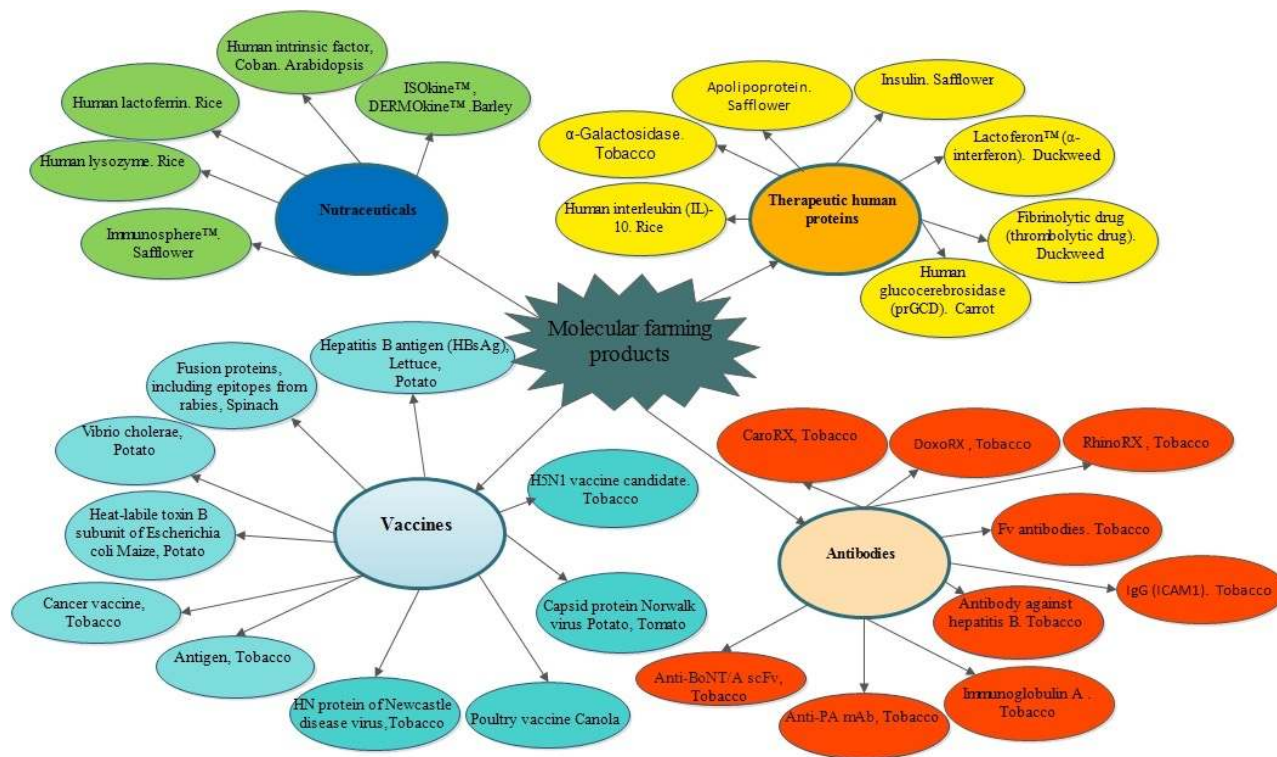 Human intrinsic factor,
Coban. Arabidopsis
ISOkine™,
DERMOkine™.Barley
Human lactoferrin. Rice
Human lysozyme. Rice
Immunosphere™.
Safflower
Nutraceuticals
Apolipoprotein.
Safflower
Insulin. Safflower
α-Galactosidase.
Tobacco
Lactoferon™ (α-
interferon). Duckweed
Human interleukin (IL)-
10. Rice
Therapeutic human
proteins
Fibrinolytic drug
(thrombolytic drug).
Duckweed
Human
glucocerebrosidase
(prGCD). Carrot
Molecular farming
products
Hepatitis B antigen (HBsAg),
Lettuce,
Potato
Fusion proteins,
including epitopes from
rabies, Spinach
Vibrio cholerae,
Potato
Heat-labile toxin B
subunit of Escherichia
coli Maize, Potato
Cancer vaccine,
Tobacco
Antigen, Tobacco
HN protein of Newcastle
disease virus,Tobacco
Poultry vaccine Canola
Capsid protein Norwalk
virus Potato, Tomato
H5N1 vaccine candidate.
Tobacco
Vaccines
CaroRX, Tobacco
DoxoRX , Tobacco
RhinoRX , Tobacco
Fv antibodies. Tobacco
IgG (ICAM1). Tobacco
Antibody against
hepatitis B. Tobacco
Immunoglobulin A .
Tobacco
Anti-PA mAb, Tobacco
Anti-BoNT/A scFv,
Tobacco
Antibodies